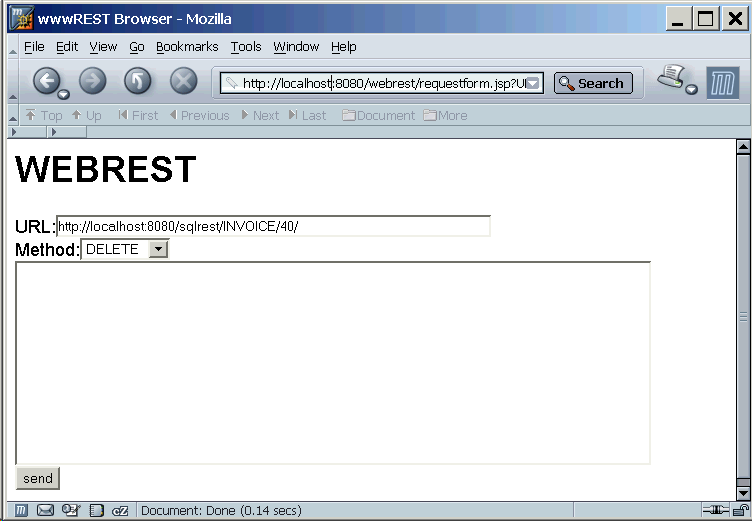 wwwREST Browser - Mozilla
File Edit View Go Bookmarks Tools Window Help
http://localhost:8080/webrest/requestform.jsp?U Search
Top Up First Previous Next Last Document More
WEBREST
URL: http://localhost:8080/sqlrest/INVOICE/40/
Method: DELETE
send
Document: Done (0.14 secs)